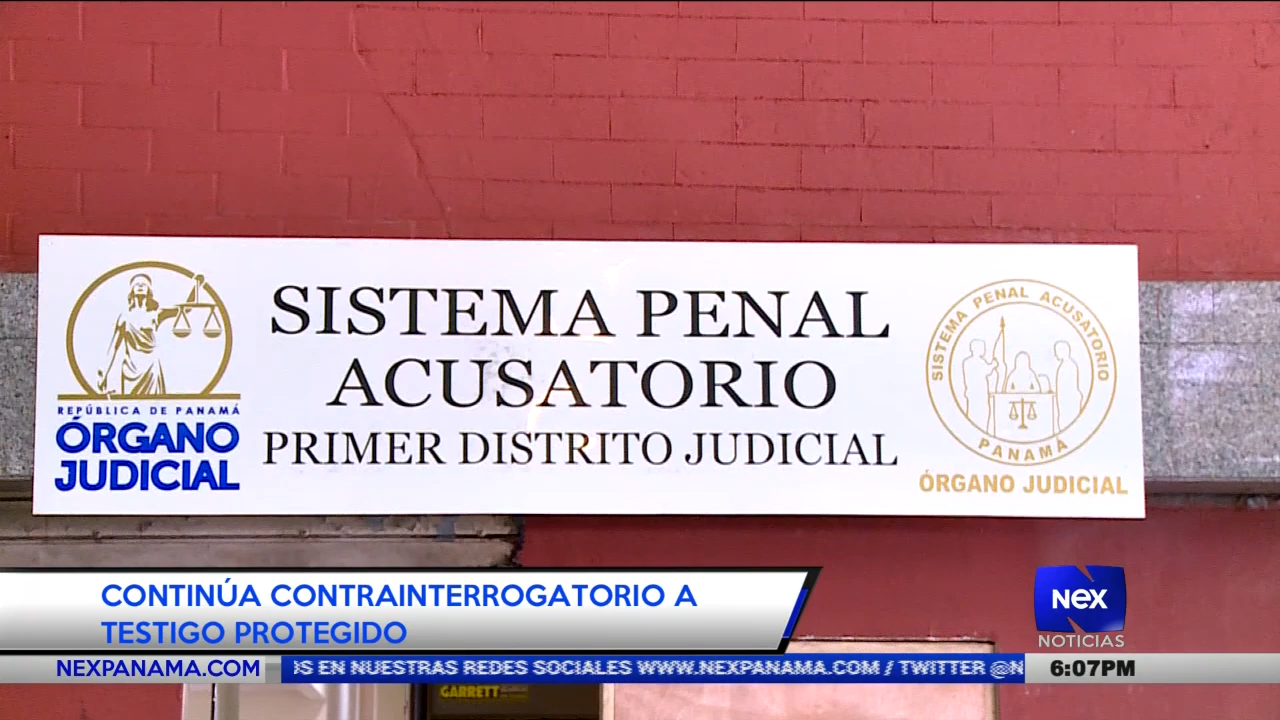 SISTEMA PENAL
ACUSATORIO
PRIMER DISTRITO JUDICIAL
REPÚBLICA DE PANAMÁ
ÓRGANO
JUDICIAL
SISTEMA PENAL ACUSATORIO
PANAMÁ
ÓRGANO JUDICIAL
CONTINÚA CONTRAINTERROGATORIO A
TESTIGO PROTEGIDO
NEX
NOTICIAS
NEXPANAMA.COM
OS EN NUESTRAS REDES SOCIALES WWW.NEXPANAMA.COM / TWITTER @N
6:07PM
GARRETT